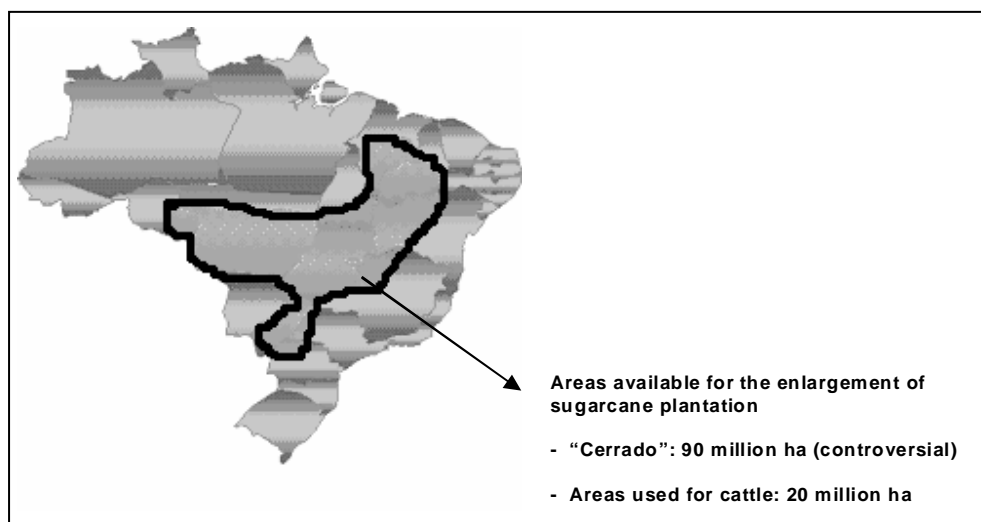 Areas available for the enlargement of
sugarcane plantation
- “Cerrado”: 90 million ha (controversial)
- Areas used for cattle: 20 million ha